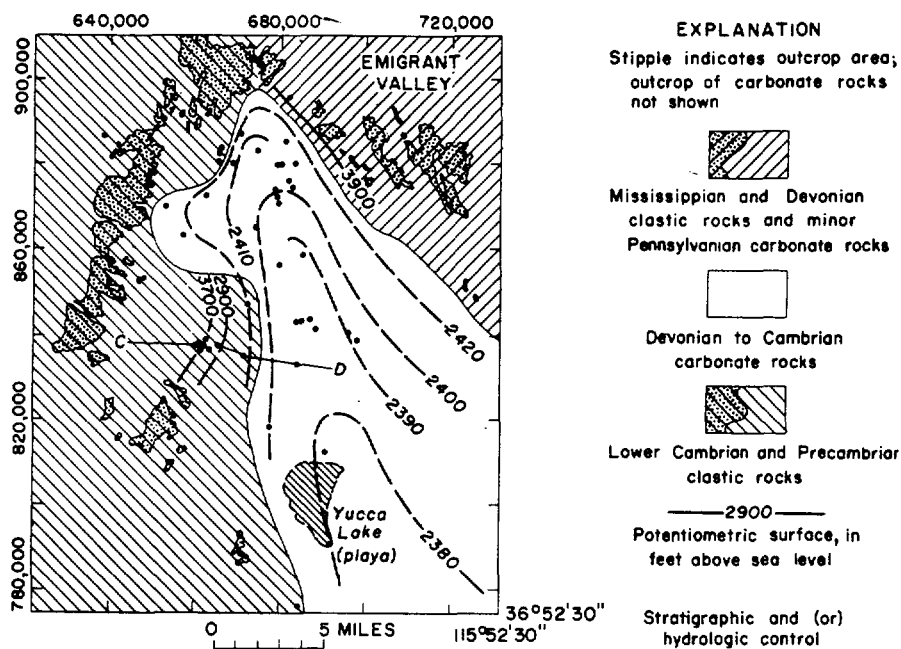 640,000 680,000 720,000
900,000
860,000
820,000
780,000
EMIGRANT
VALLEY
3900
2410
2900
3700
2420
2400
2390
2380
C
D
Yucca
Lake
(playa)
0 5 MILES
36°52'30"
115°52'30"
EXPLANATION
Stipple indicates outcrop area;
outcrop of carbonate rocks
not shown
Mississippian and Devonian
clastic rocks and minor
Pennsylvanian carbonate rocks
Devonian to Cambrian
carbonate rocks
Lower Cambrian and Precambrian
clastic rocks
2900
Potentiometric surface, in
feet above sea level
Stratigraphic and (or)
hydrologic control